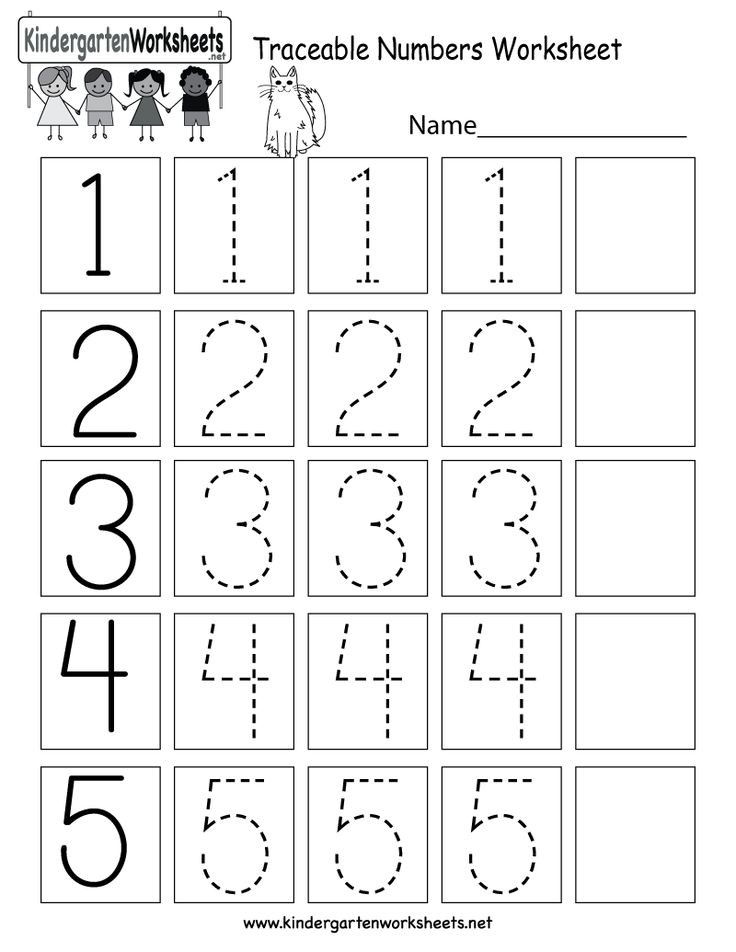 KindergartenWorksheets
.net
Traceable Numbers Worksheet
Name_______________
1 1 1 1
2 2 2 2
3 3 3 3
4 4 4 4
5 5 5 5
www.kindergartenworksheets.net